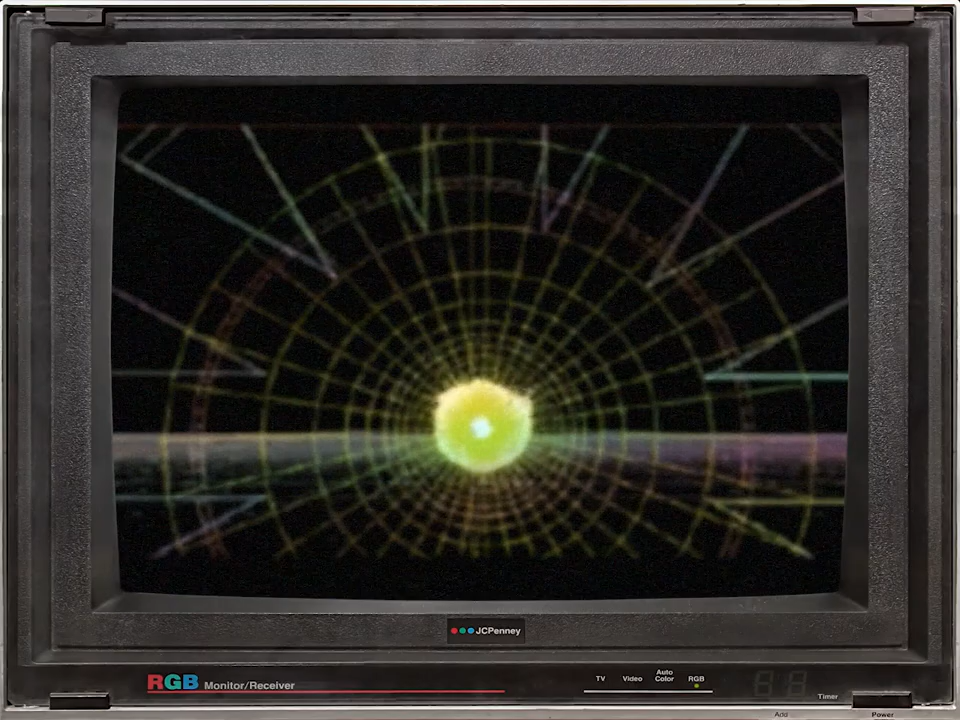 JCPenney
RGB Monitor/Receiver
TV Video Auto Color RGB
Timer
Power